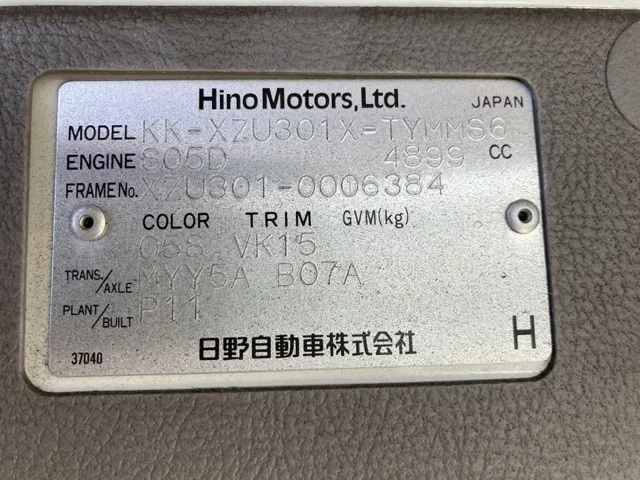 Hino Motors, Ltd. JAPAN
MODEL KK-XZU301X-TYMMS6
ENGINE S05D 4899 CC
FRAME No. XZU301-0006384
COLOR TRIM GVM(kg)
058 VK15
TRANS./AXLE MYY5A B07A
PLANT/BUILT P11
37040 日野自動車株式会社 H